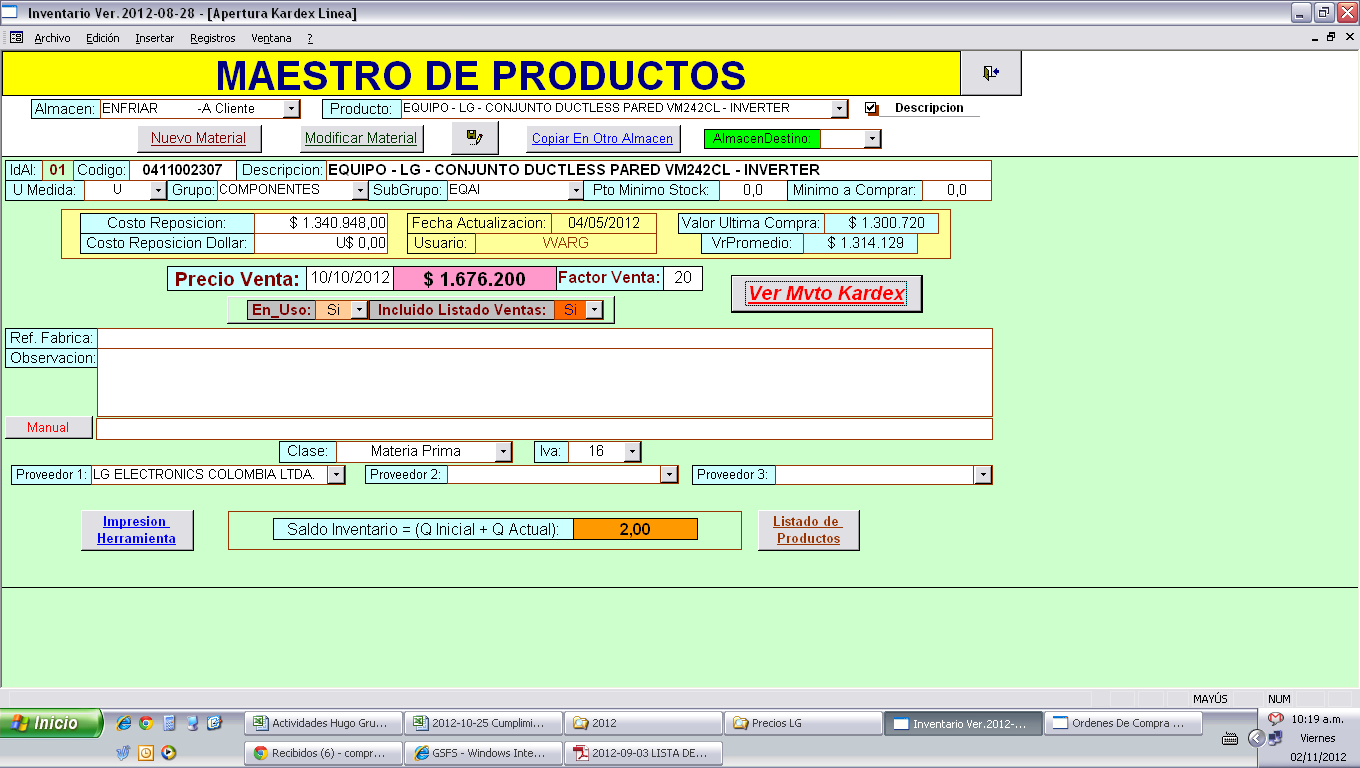 Inventario Ver. 2012-08-28 - [Apertura Kardex Linea]
Archivo Edición Insertar Registros Ventana ?
MAESTRO DE PRODUCTOS
Almacen: ENFRIAR -A Cliente Producto: EQUIPO - LG - CONJUNTO DUCTLESS PARED VM242CL - INVERTER Descripcion
Nuevo Material Modificar Material Copiar En Otro Almacen AlmacenDestino:
IdAl: 01 Codigo: 0411002307 Descripcion: EQUIPO - LG - CONJUNTO DUCTLESS PARED VM242CL - INVERTER
U Medida: U Grupo: COMPONENTES SubGrupo: EQAI Pto Minimo Stock: 0,0 Minimo a Comprar: 0,0
Costo Reposicion: $ 1.340.948,00 Fecha Actualizacion: 04/05/2012 Valor Ultima Compra: $ 1.300.720
Costo Reposicion Dollar: U$ 0,00 Usuario: WARG VrPromedio: $ 1.314.129
Precio Venta: 10/10/2012 $ 1.676.200 Factor Venta: 20
Ver Mvto Kardex
En_Uso: Si Incluido Listado Ventas: Si
Ref. Fabrica:
Observacion:
Manual
Clase: Materia Prima Iva: 16
Proveedor 1: LG ELECTRONICS COLOMBIA LTDA. Proveedor 2: Proveedor 3:
Impresion
Herramienta
Saldo Inventario = (Q Inicial + Q Actual): 2,00
Listado de
Productos
MAYÚS NUM
Inicio Actividades Hugo Gru... 2012-10-25 Cumplimi... 2012 Precios LG Inventario Ver.2012-... Ordenes De Compra ... 10:19 a.m.
Viernes
Recibidos (6) - compr... GSFS - Windows Inte... 2012-09-03 LISTA DE... 02/11/2012